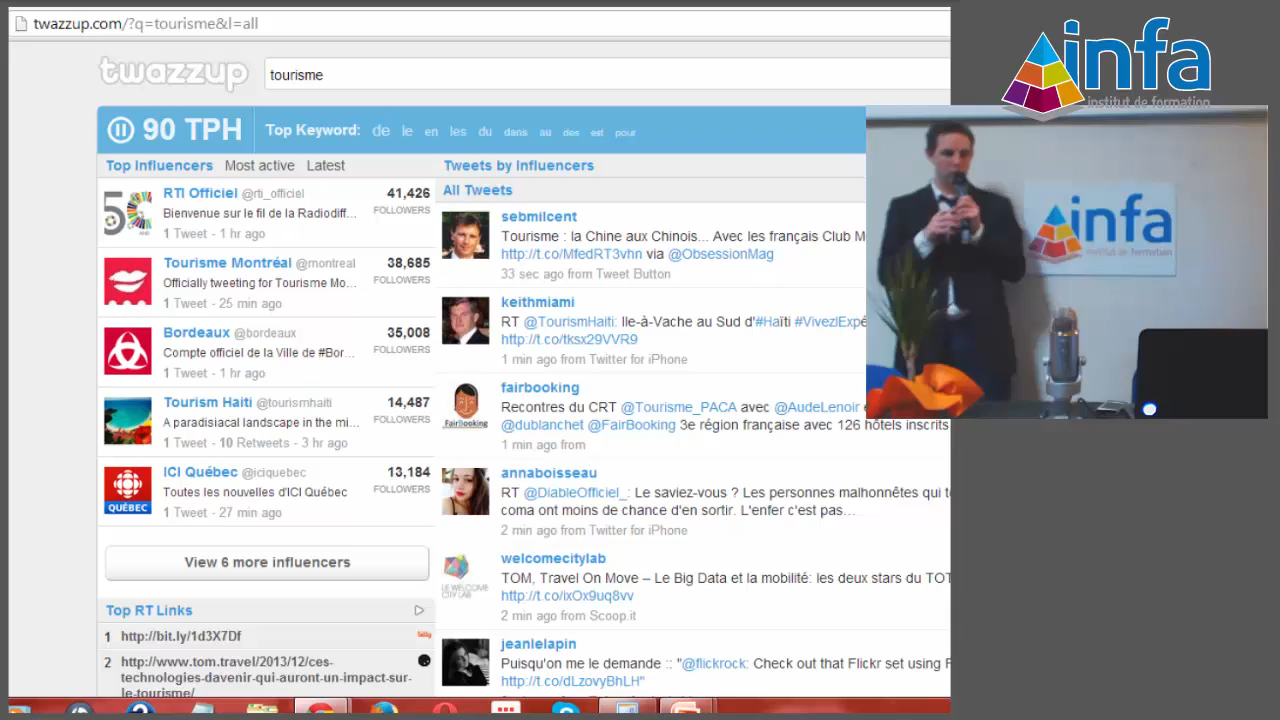 twazzup.com/?q=tourisme&l=all
twazzup
tourisme
90 TPH
Top Keyword: de le en les du dans au des est pour
Top Influencers Most active Latest
RTI Officiel @rti_officiel 41,426
Bienvenue sur le fil de la Radiodiff... FOLLOWERS
1 Tweet - 1 hr ago
Tourisme Montréal @montreal 38,685
Officially tweeting for Tourisme Mo... FOLLOWERS
1 Tweet - 25 min ago
Bordeaux @bordeaux 35,008
Compte officiel de la Ville de #Bor... FOLLOWERS
1 Tweet - 1 hr ago
Tourism Haiti @tourismhaiti 14,487
A paradisiacal landscape in the mi... FOLLOWERS
1 Tweet - 10 Retweets - 3 hr ago
QUÉBEC
ICI Québec @iciquebec 13,184
Toutes les nouvelles d'ICI Québec FOLLOWERS
1 Tweet - 27 min ago
View 6 more influencers
Top RT Links
1 http://bit.ly/1d3X7Df
2 http://www.tom.travel/2013/12/ces-
technologies-davenir-qui-auront-un-impact-sur-
le-tourisme/
Tweets by Influencers
All Tweets
sebmilcent
Tourisme : la Chine aux Chinois... Avec les français Club M
http://t.co/MfedRT3vhn via @ObsessionMag
33 sec ago from Tweet Button
keithmiami
RT @TourismHaiti: Ile-à-Vache au Sud d'#Haïti #VivezlExpé
http://t.co/tksx29VVR9
1 min ago from Twitter for iPhone
FairBooking
fairbooking
Recontres du CRT @Tourisme_PACA avec @AudeLenoir
@dublanchet @FairBooking 3e région française avec 126 hôtels inscrits
1 min ago from
annaboisseau
RT @DiableOfficiel_: Le saviez-vous ? Les personnes malhonnêtes qui t
coma ont moins de chance d'en sortir. L'enfer c'est pas...
2 min ago from Twitter for iPhone
LE WELCOME
CITY LAB
welcomecitylab
TOM, Travel On Move – Le Big Data et la mobilité: les deux stars du TOT
http://t.co/ixOx9uq8vv
2 min ago from Scoop.it
jeanlelapin
Puisqu'on me le demande :: "@flickrock: Check out that Flickr set using F
http://t.co/dLzovyBhLH"
infa
institut de formation
infa
institut de formation